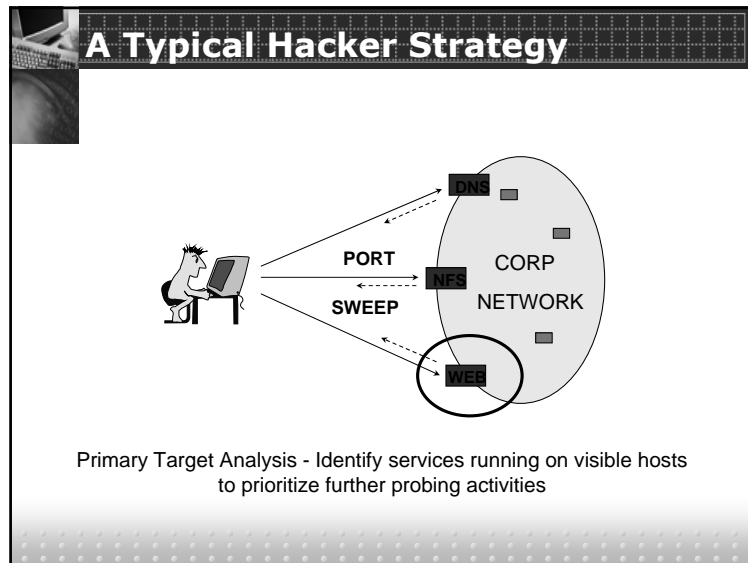 A Typical Hacker Strategy
DNS
PORT
CORP
NFS
NETWORK
SWEEP
WEB
Primary Target Analysis - Identify services running on visible hosts
to prioritize further probing activities